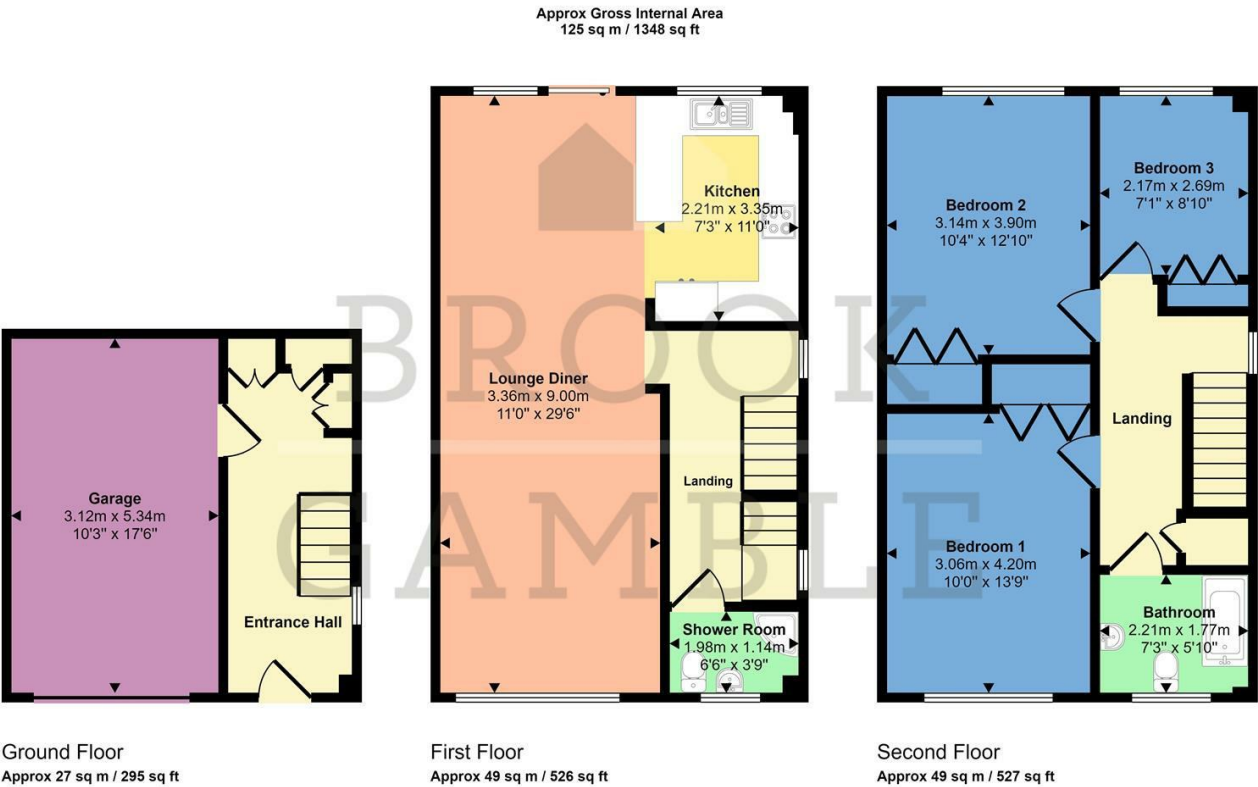 Approx Gross Internal Area
125 sq m / 1348 sq ft
Garage
3.12m x 5.34m
10'3" x 17'6"
Entrance Hall
Ground Floor
Approx 27 sq m / 295 sq ft
Kitchen
2.21m x 3.35m
7'3" x 11'0"
Lounge Diner
3.36m x 9.00m
11'0" x 29'6"
Landing
Shower Room
1.98m x 1.14m
6'6" x 3'9"
First Floor
Approx 49 sq m / 526 sq ft
Bedroom 2
3.14m x 3.90m
10'4" x 12'10"
Bedroom 3
2.17m x 2.69m
7'1" x 8'10"
Landing
Bedroom 1
3.06m x 4.20m
10'0" x 13'9"
Bathroom
2.21m x 1.77m
7'3" x 5'10"
Second Floor
Approx 49 sq m / 527 sq ft
BROOK
GAMBLE